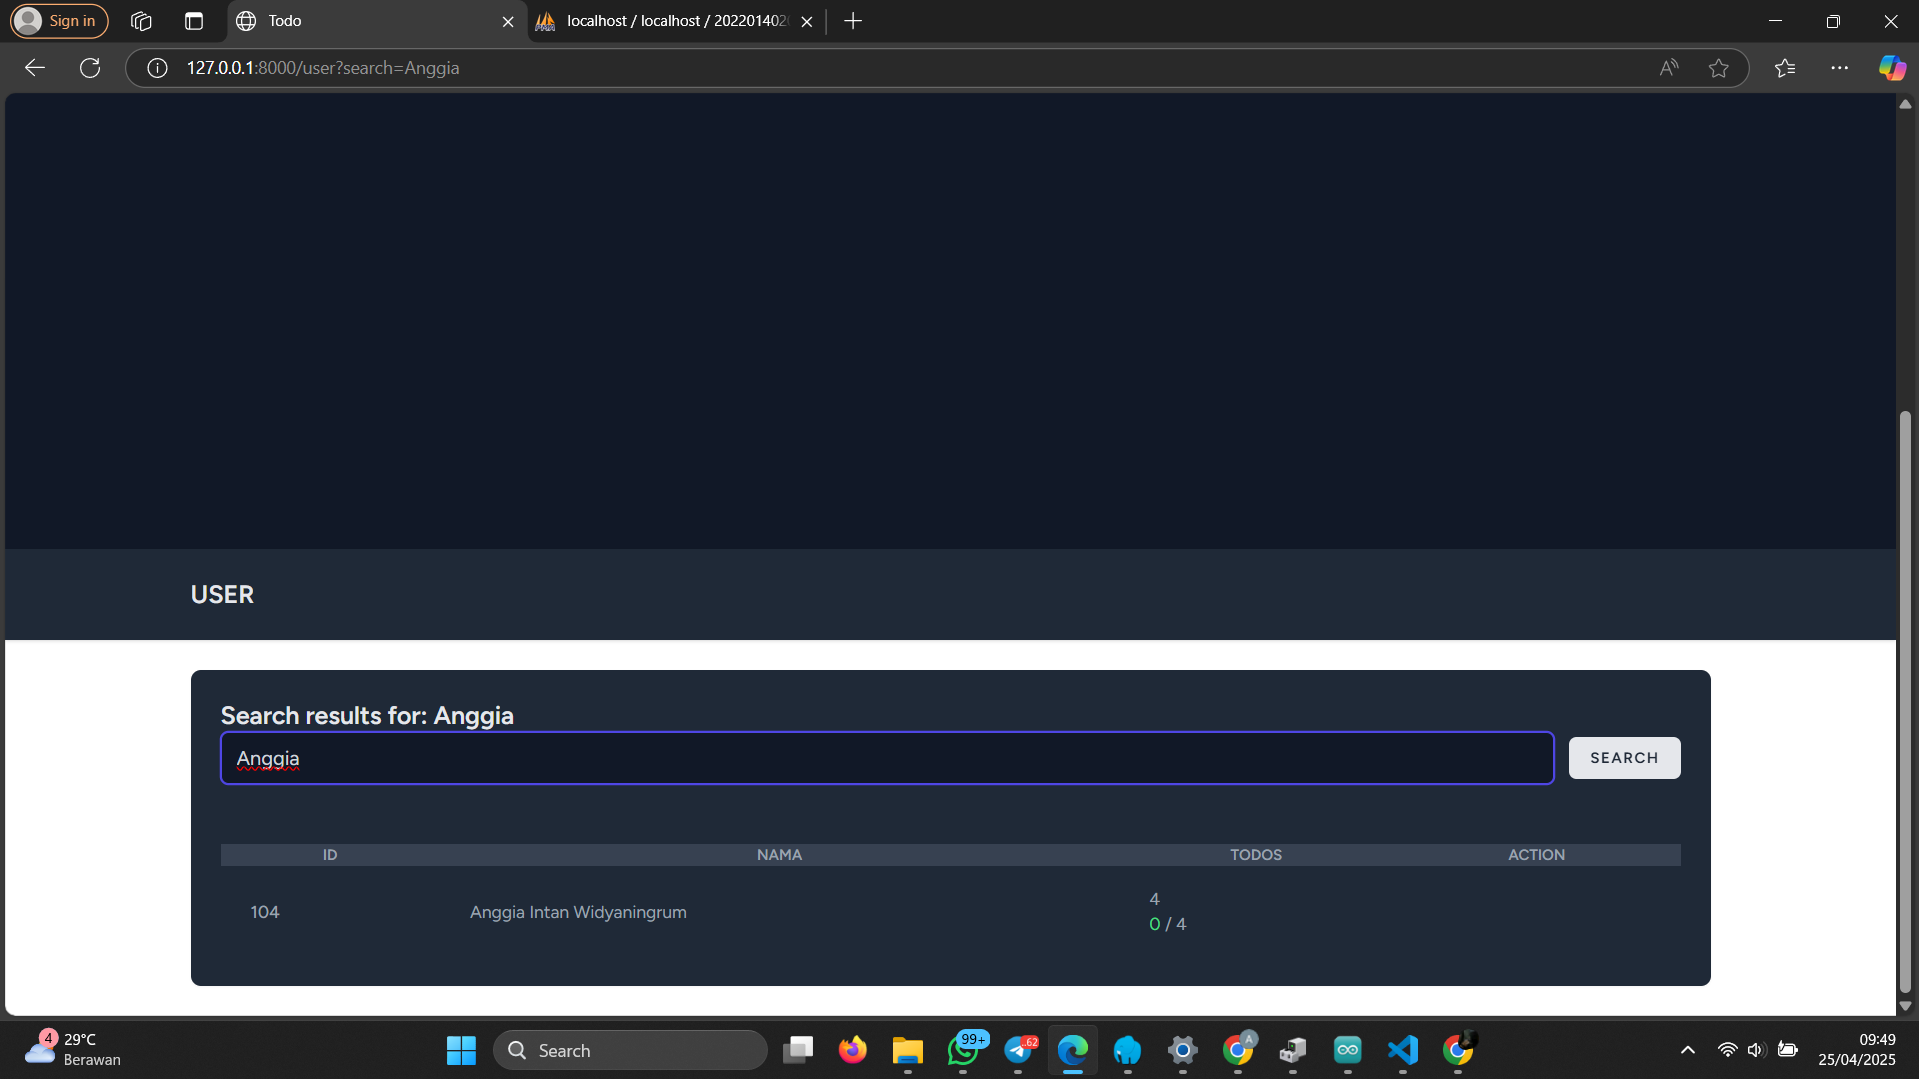 Sign in
Todo
localhost / localhost / 202201402
127.0.0.1:8000/user?search=Anggia
USER
Search results for: Anggia
Anggia
SEARCH
ID NAMA TODOS ACTION
104 Anggia Intan Widyaningrum 4
0 / 4
4
29°C
Berawan
Search
99+
..62
A
09:49
25/04/2025